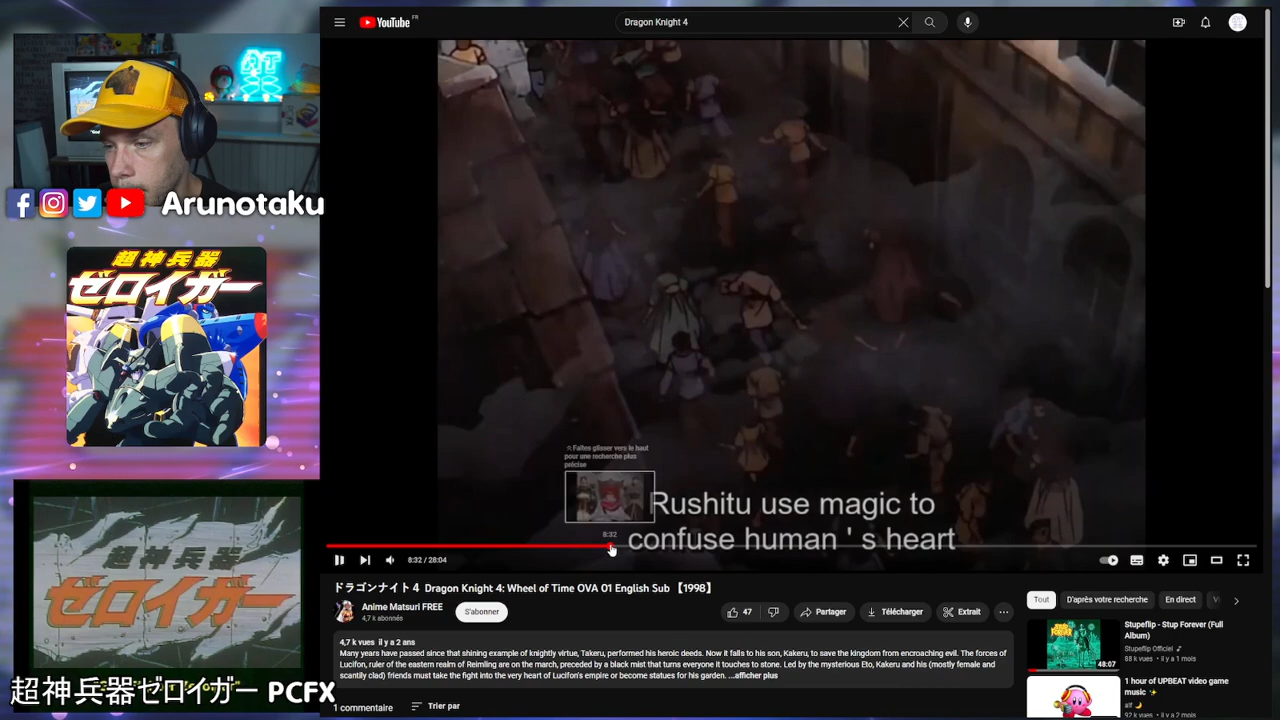 YouTube FR
Dragon Knight 4
AT
Arunotaku
超神兵器
ゼロイガー
超神兵器
ゼロイガー
超神兵器ゼロイガー PCFX
Faites glisser vers le haut
pour une recherche plus
précise
8:32
Rushitu use magic to
confuse human ' s heart
8:32 / 28:04
ドラゴンナイト４ Dragon Knight 4: Wheel of Time OVA 01 English Sub 【1998】
Anime Matsuri FREE
4,7 k abonnés
S'abonner
47
Partager
Télécharger
Extrait
4,7 k vues il y a 2 ans
Many years have passed since that shining example of knightly virtue, Takeru, performed his heroic deeds. Now it falls to his son, Kakeru, to save the kingdom from encroaching evil. The forces of
Lucifon, ruler of the eastern realm of Reimling are on the march, preceded by a black mist that turns everyone it touches to stone. Led by the mysterious Eto, Kakeru and his (mostly female and
scantily clad) friends must take the fight into the very heart of Lucifon's empire or become statues for his garden. ...afficher plus
1 commentaire
Trier par
Tout
D'après votre recherche
En direct
Stupeflip - Stup Forever (Full
Album)
Stupeflip Officiel
88 k vues • il y a 1 mois
48:07
1 hour of UPBEAT video game
music
alf
92 k vues • il y a 2 mois